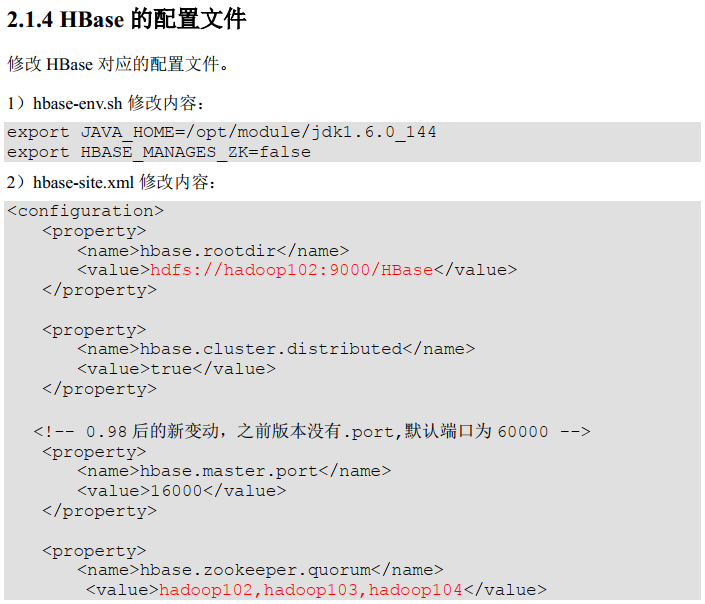 2.1.4 HBase 的配置文件
修改 HBase 对应的配置文件。
1）hbase-env.sh 修改内容：
export JAVA_HOME=/opt/module/jdk1.6.0_144
export HBASE_MANAGES_ZK=false
2）hbase-site.xml 修改内容：
<configuration>
<property>
<name>hbase.rootdir</name>
<value>hdfs://hadoop102:9000/HBase</value>
</property>
<property>
<name>hbase.cluster.distributed</name>
<value>true</value>
</property>
<!-- 0.98 后的新变动，之前版本没有.port,默认端口为 60000 -->
<property>
<name>hbase.master.port</name>
<value>16000</value>
</property>
<property>
<name>hbase.zookeeper.quorum</name>
<value>hadoop102,hadoop103,hadoop104</value>